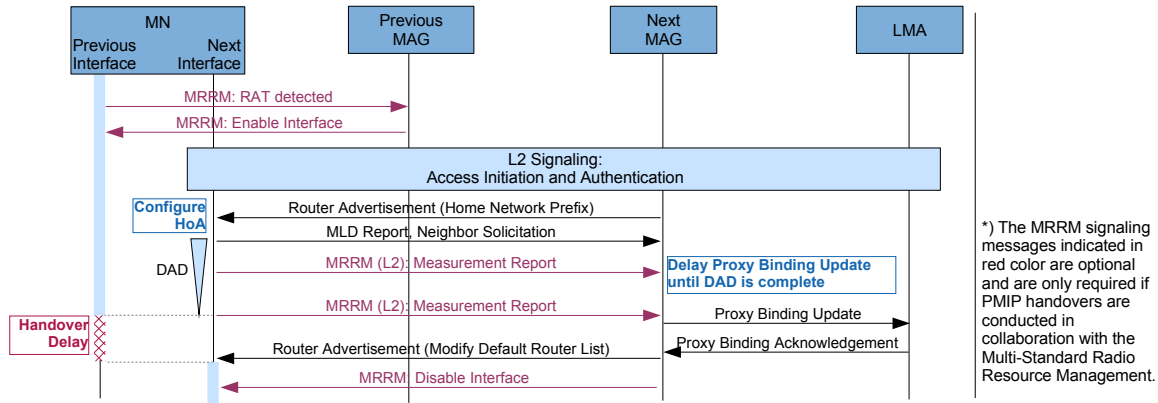 MN
Previous
Interface
Next
Interface
Previous
MAG
Next
MAG
LMA
MRRM: RAT detected
MRRM: Enable Interface
L2 Signaling:
Access Initiation and Authentication
Configure
HoA
Router Advertisement (Home Network Prefix)
MLD Report, Neighbor Solicitation
DAD
MRRM (L2): Measurement Report
Delay Proxy Binding Update
until DAD is complete
MRRM (L2): Measurement Report
Proxy Binding Update
Handover
Delay
Router Advertisement (Modify Default Router List)
Proxy Binding Acknowledgement
MRRM: Disable Interface
*) The MRRM signaling
messages indicated in
red color are optional
and are only required if
PMIP handovers are
conducted in
collaboration with the
Multi-Standard Radio
Resource Management.